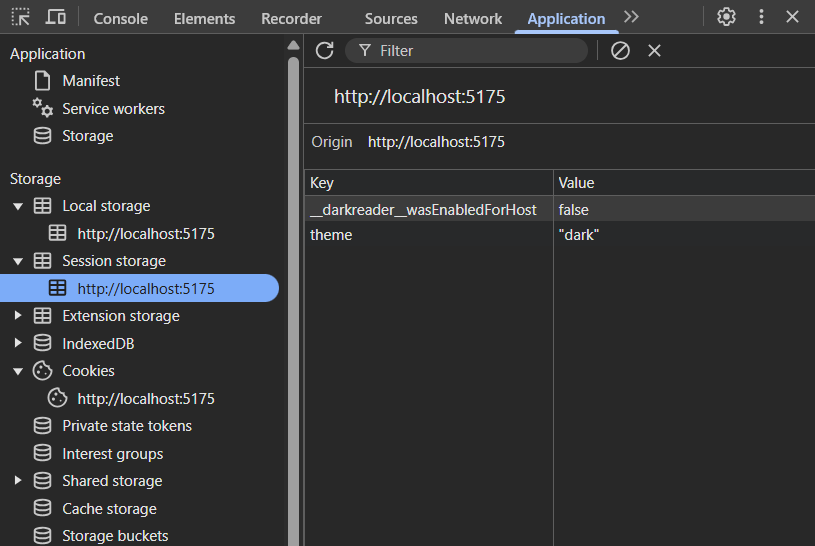 Console Elements Recorder Sources Network Application
Application
Manifest
Service workers
Storage
Storage
Local storage
http://localhost:5175
Session storage
http://localhost:5175
Extension storage
IndexedDB
Cookies
http://localhost:5175
Private state tokens
Interest groups
Shared storage
Cache storage
Storage buckets
Filter
http://localhost:5175
Origin http://localhost:5175
Key Value
__darkreader__wasEnabledForHost false
theme "dark"